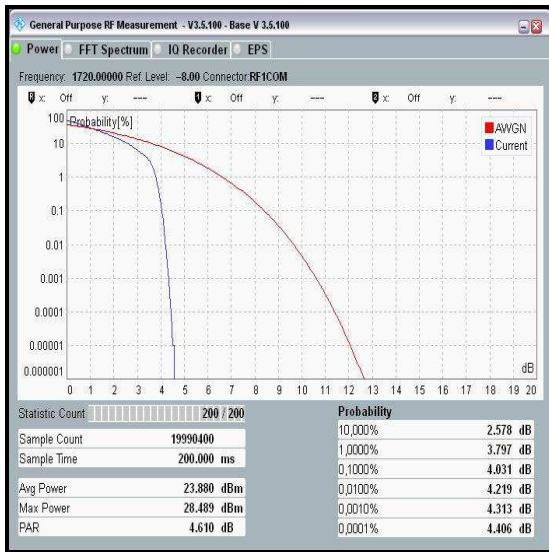 General Purpose RF Measurement - V3.5.100 - Base V 3.5.100
Power FFT Spectrum IQ Recorder EPS
Frequency: 1720.00000 Ref. Level: -8.00 Connector:RF1COM
x: Off y: --- 1 x: Off y: --- 2 x: Off y: ---
Probability[%]
AWGN
Current
100
10
1
0.1
0.01
0.001
0.0001
0.00001
0.000001
dB
0 1 2 3 4 5 6 7 8 9 10 11 12 13 14 15 16 17 18 19 20
Statistic Count 200 / 200
Sample Count 19990400
Sample Time 200.000 ms
Avg Power 23.880 dBm
Max Power 28.489 dBm
PAR 4.610 dB
Probability
10,000% 2.578 dB
1,0000% 3.797 dB
0,1000% 4.031 dB
0,0100% 4.219 dB
0,0010% 4.313 dB
0,0001% 4.406 dB